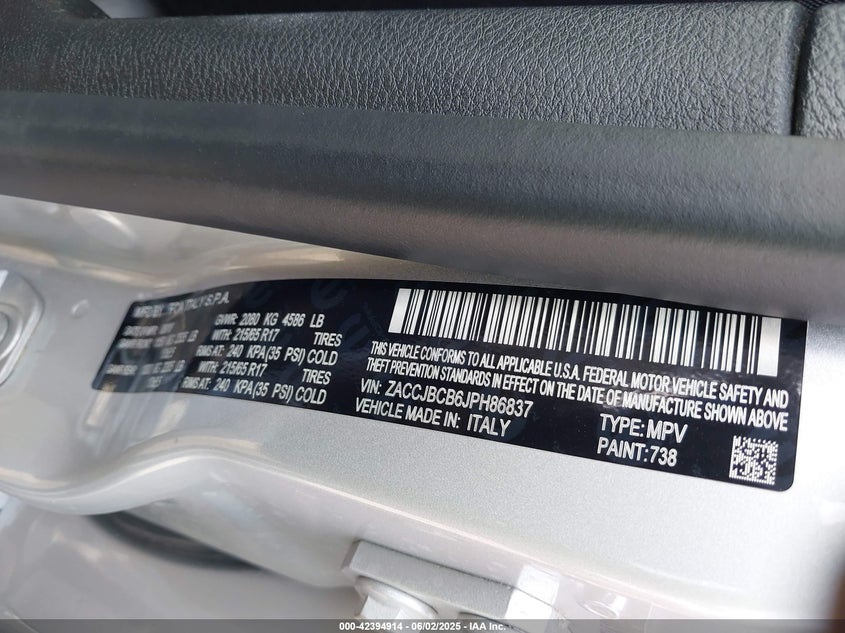 ITALY S.P.A.
GVWR: 2080 KG 4586 LB
WITH: 215/65 R17 TIRES
RIMS AT: 240 KPA(35 PSI) COLD
WITH: 215/65 R17 TIRES
RIMS AT: 240 KPA(35 PSI) COLD
THIS VEHICLE CONFORMS TO ALL APPLICABLE U.S.A. FEDERAL MOTOR VEHICLE SAFETY AND
THEFT PREVENTION STANDARDS IN EFFECT ON THE DATE OF MANUFACTURE SHOWN ABOVE
VIN: ZACCJBCB6JPH86837
TYPE: MPV
VEHICLE MADE IN: ITALY
PAINT:738
000-42394914 - 06/02/2025 - IAA Inc.